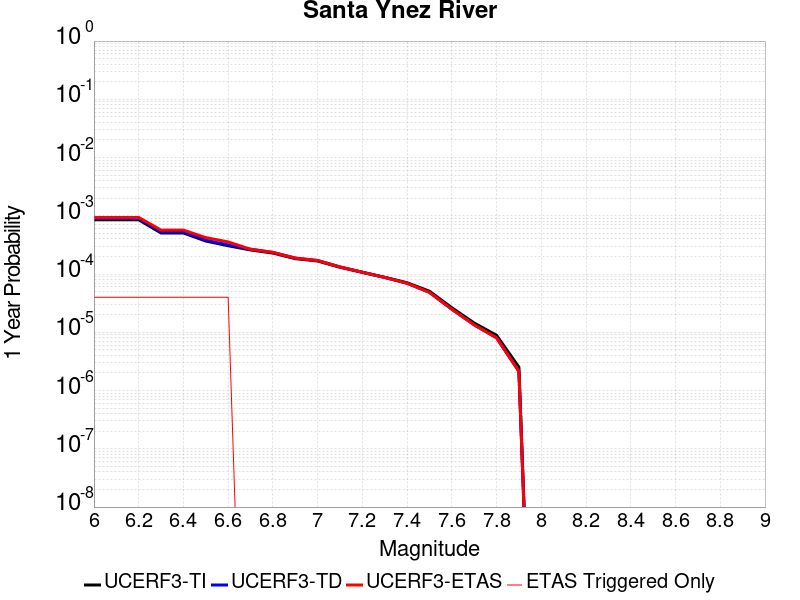 Santa Ynez River
1 Year Probability
10^0
10^-1
10^-2
10^-3
10^-4
10^-5
10^-6
10^-7
10^-8
6 6.2 6.4 6.6 6.8 7 7.2 7.4 7.6 7.8 8 8.2 8.4 8.6 8.8 9
Magnitude
UCERF3-TI UCERF3-TD UCERF3-ETAS ETAS Triggered Only